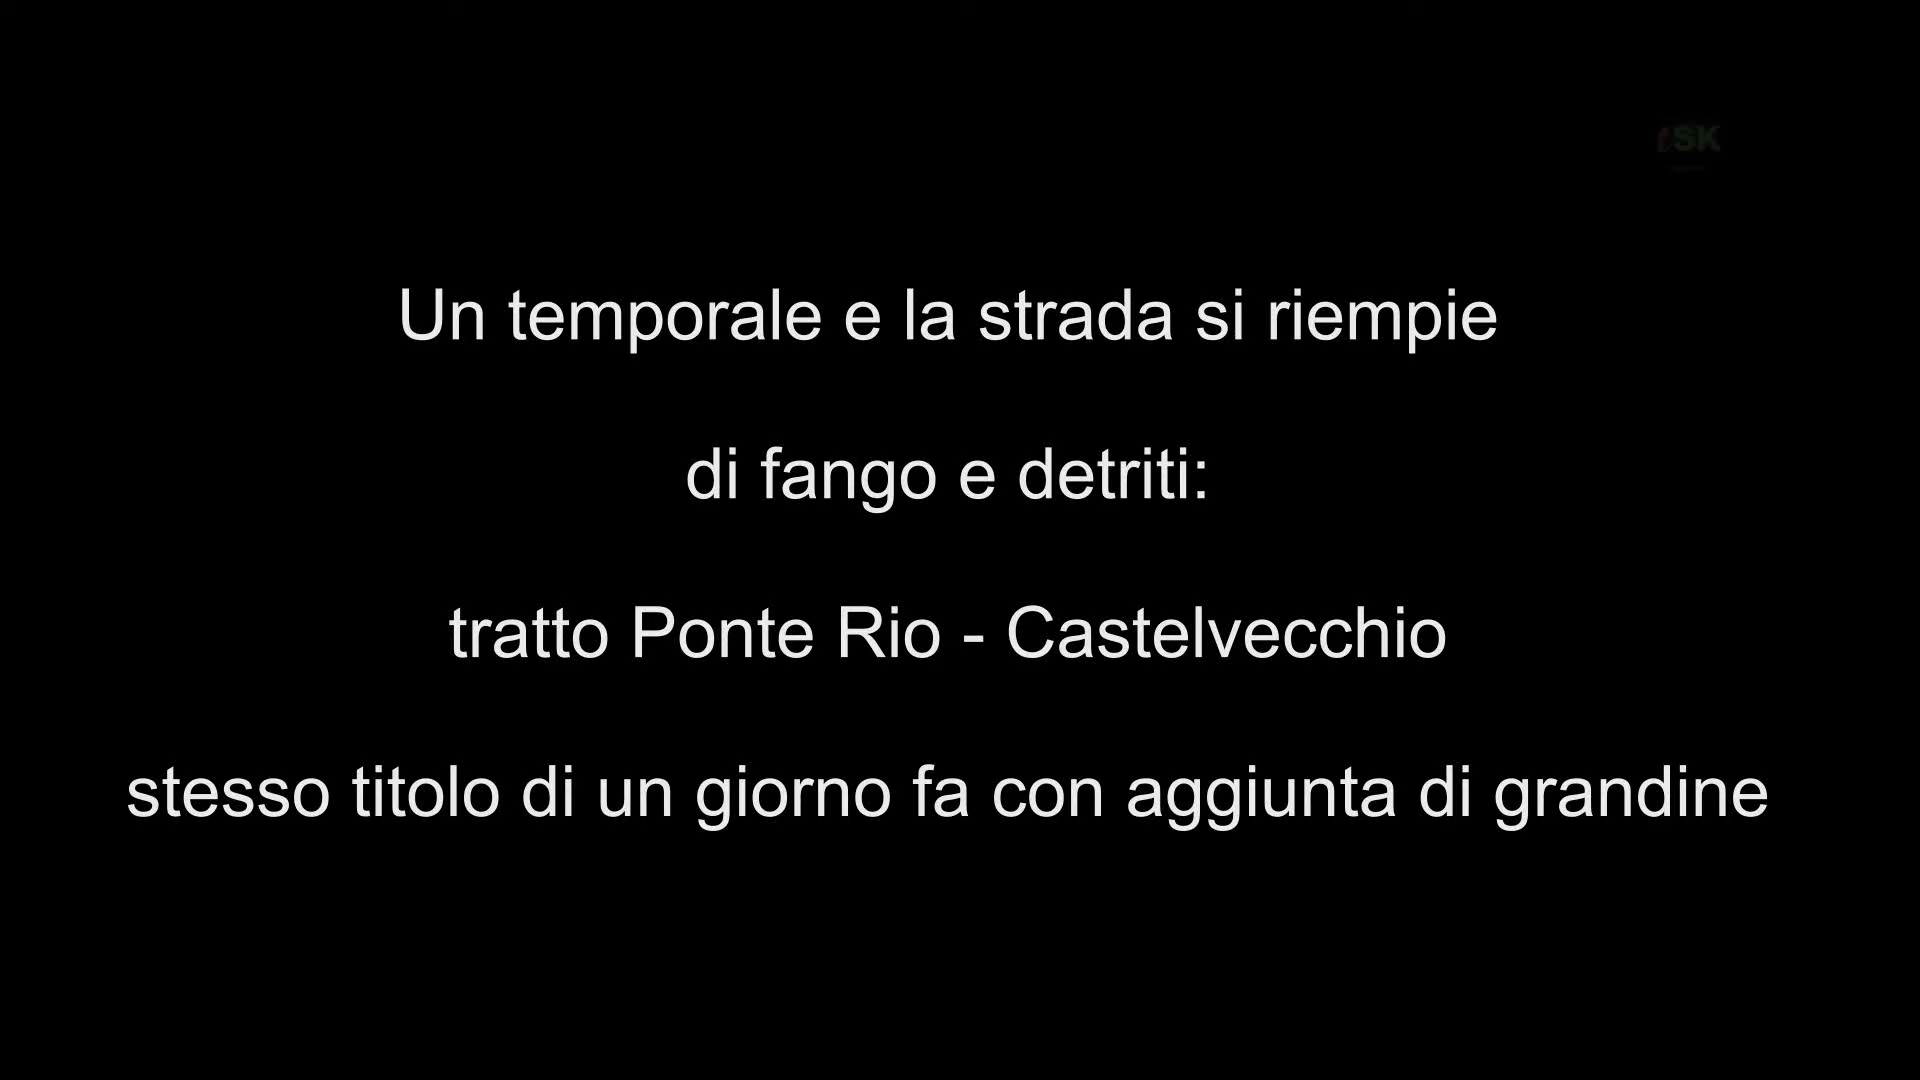 tSK
Un temporale e la strada si riempie
di fango e detriti:
tratto Ponte Rio - Castelvecchio
stesso titolo di un giorno fa con aggiunta di grandine